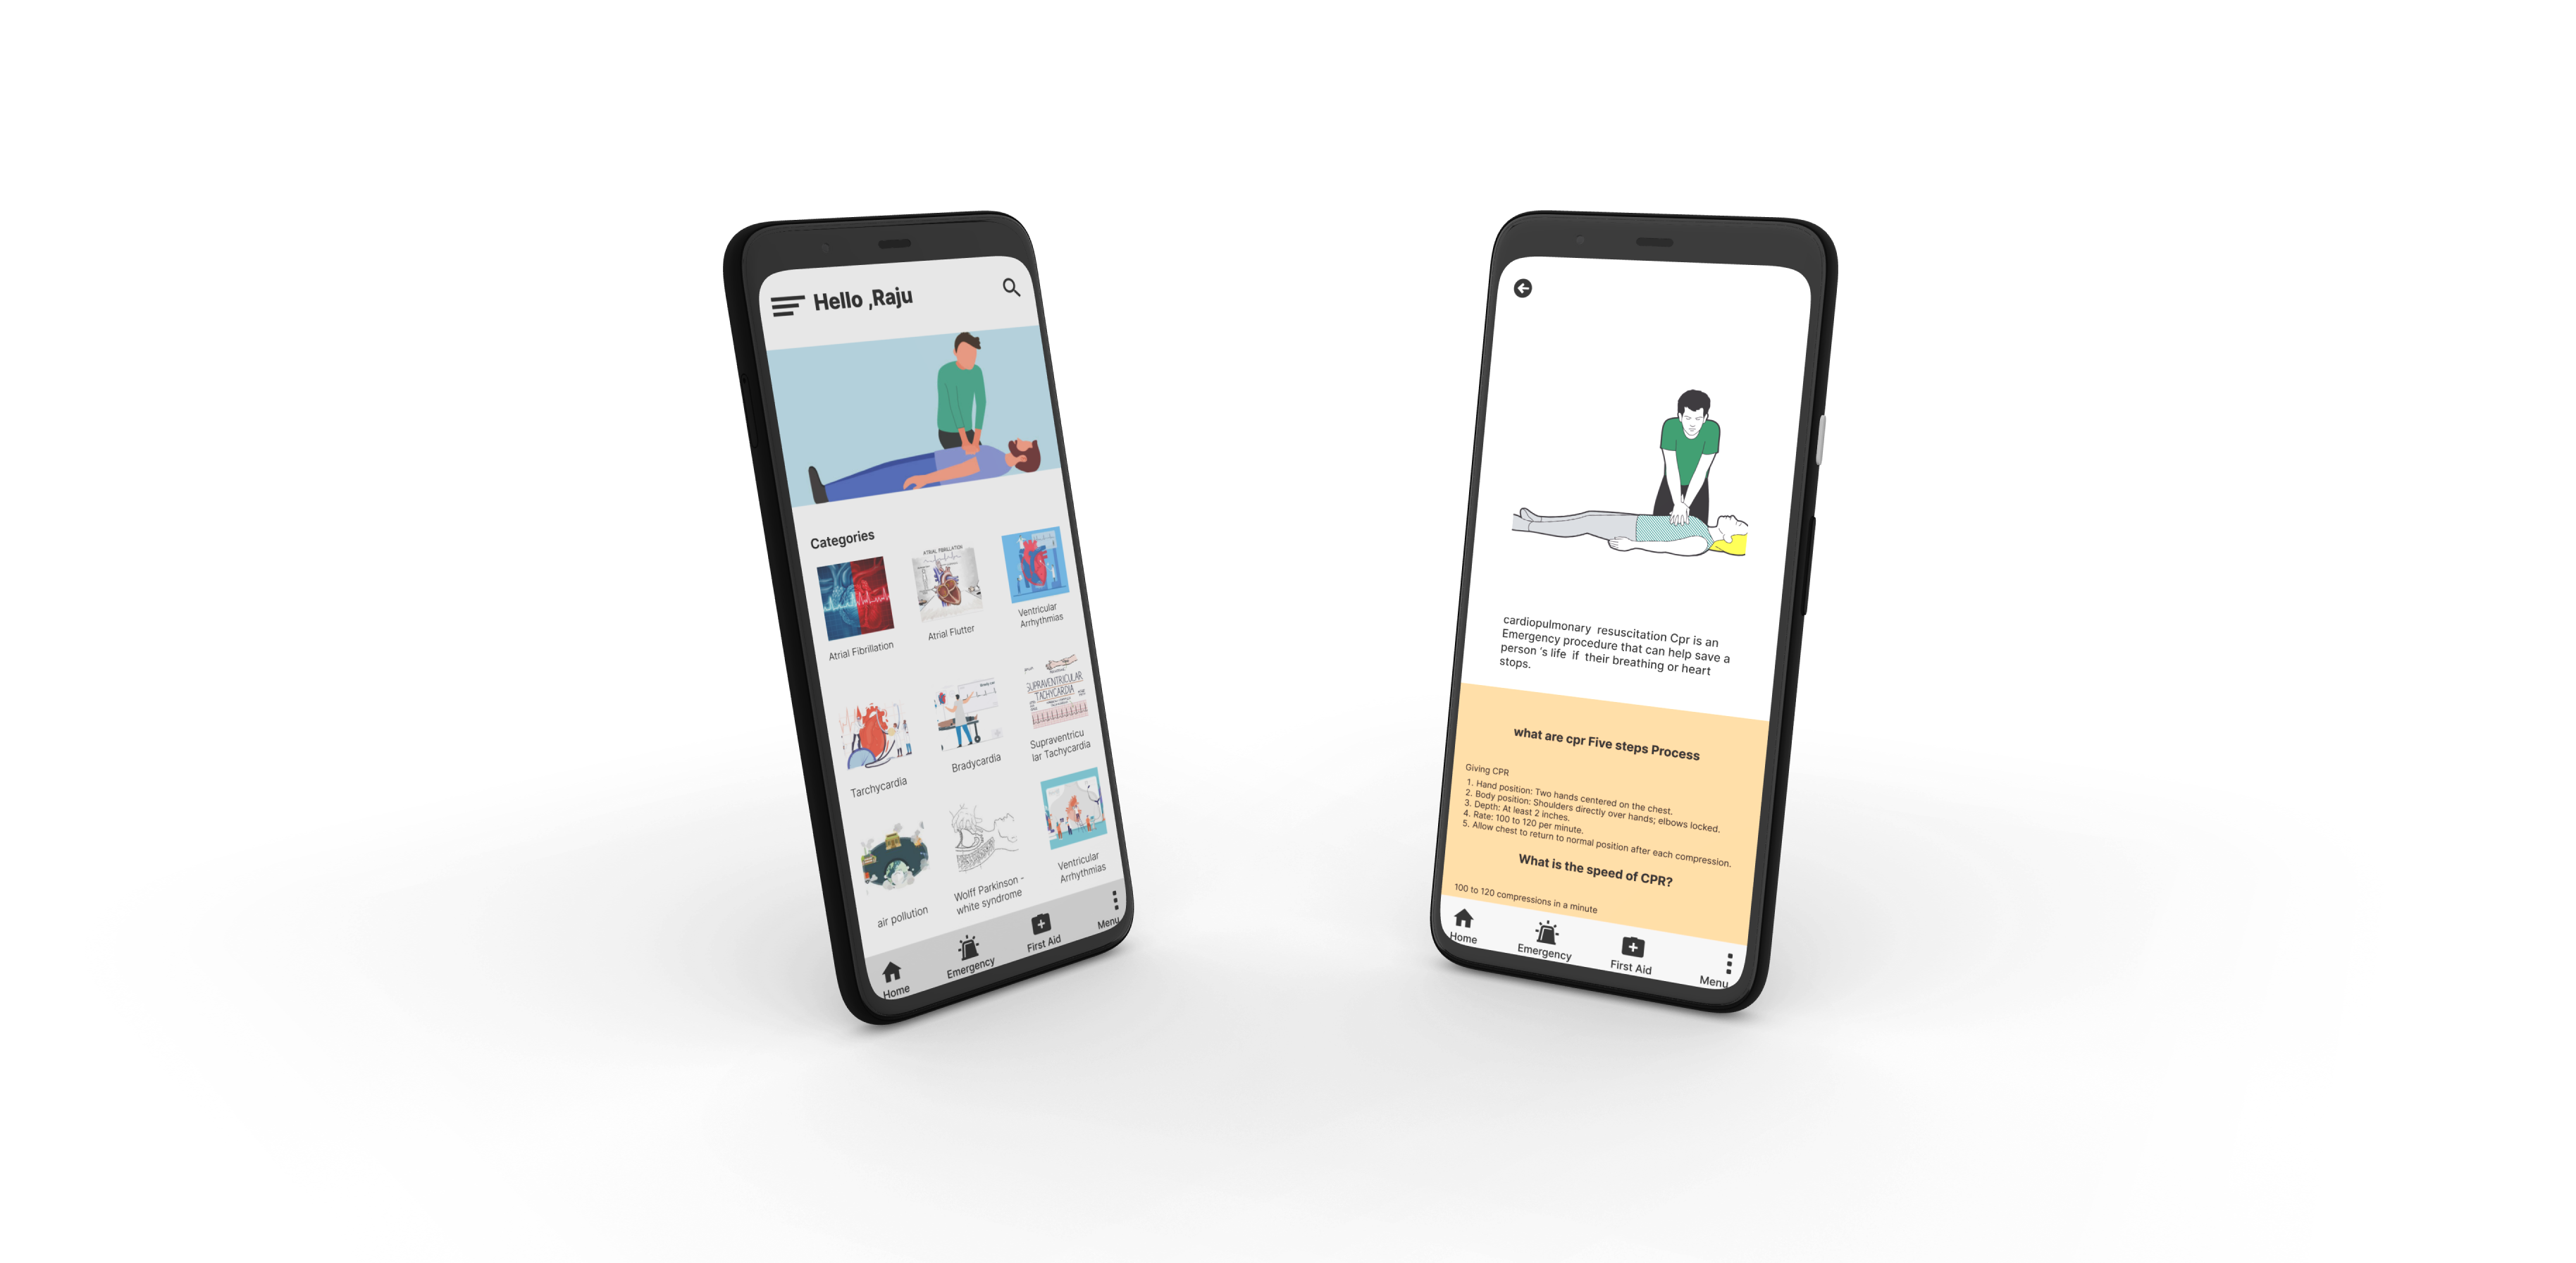 Hello ,Raju
Categories
ATRIAL FIBRILLATION
Atrial Fibrillation
Atrial Flutter
Ventricular
Arrhythmias
SUPRAVENTRICULAR
TACHYCARDIA
Tarchycardia
Bradycardia
Supraventricu
lar Tachycardia
air pollution
Wolff Parkinson -
white syndrome
Ventricular
Arrhythmias
Home
Emergency
First Aid
Menu
cardiopulmonary resuscitation Cpr is an
Emergency procedure that can help save a
person 's life if their breathing or heart
stops.
what are cpr Five steps Process
Giving CPR
1. Hand position: Two hands centered on the chest.
2. Body position: Shoulders directly over hands; elbows locked.
3. Depth: At least 2 inches.
4. Rate: 100 to 120 per minute.
5. Allow chest to return to normal position after each compression.
What is the speed of CPR?
100 to 120 compressions in a minute
Home
Emergency
First Aid
Menu